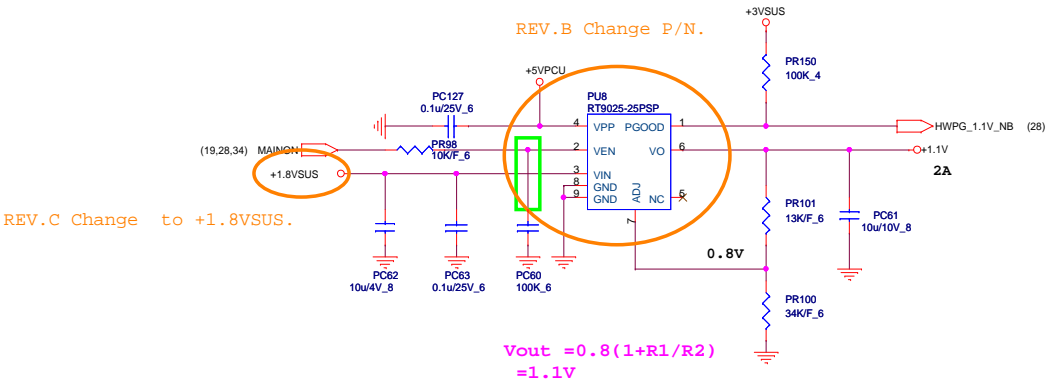 +3VSUS
REV.B Change P/N.
PR150
100K_4
+5VPCU
PC127
0.1u/25V_6
PU8
RT9025-25PSP
4 VPP PGOOD 1
HWPG_1.1V_NB (28)
(19,28,34) MAINON
PR98
10K/F_6
2 VEN VO 6
+1.1V
2A
+1.8VSUS
3 VIN
8 GND
9 GND
ADJ
NC 5
7
REV.C Change to +1.8VSUS.
PR101
13K/F_6
PC61
10u/10V_8
0.8V
PC62
10u/4V_8
PC63
0.1u/25V_6
PC60
100K_6
PR100
34K/F_6
Vout =0.8(1+R1/R2)
=1.1V